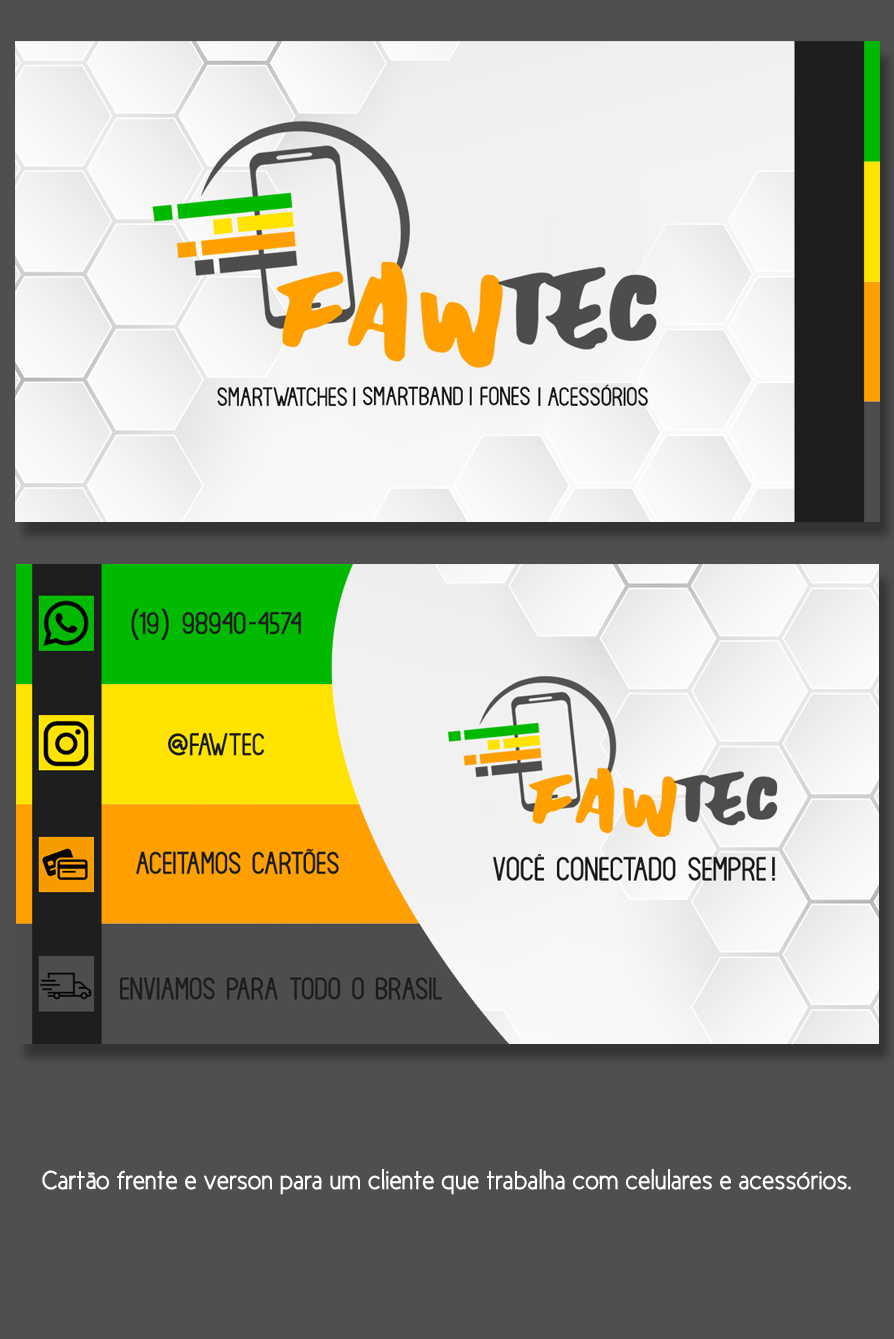 FAWTEC
SMARTWATCHES | SMARTBAND | FONES | ACESSÓRIOS
(19) 98940-4574
@FAWTEC
ACEITAMOS CARTÕES
ENVIAMOS PARA TODO O BRASIL
FAWTEC
VOCÊ CONECTADO SEMPRE!
Cartão frente e verson para um cliente que trabalha com celulares e acessórios.